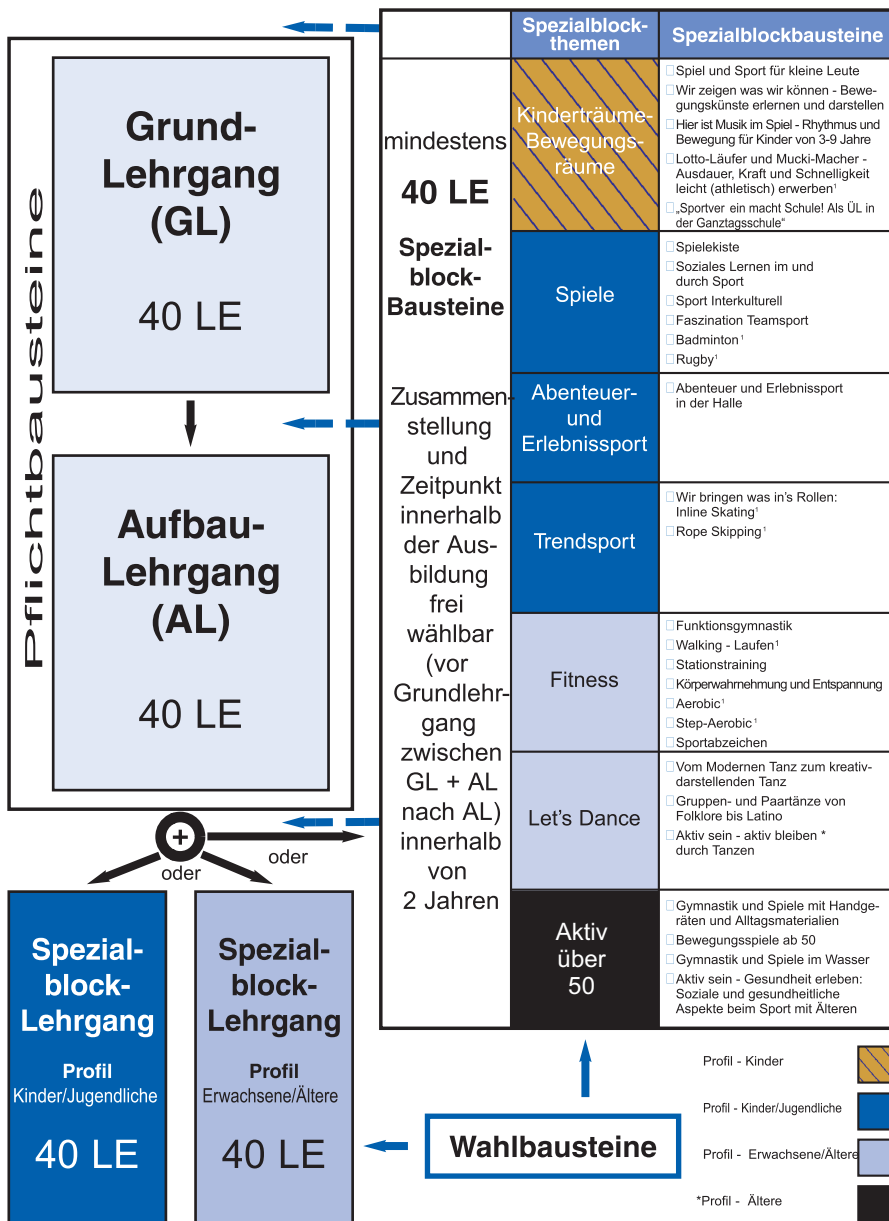 Pflichtbausteine
Grund-
Lehrgang
(GL)
40 LE
Aufbau-
Lehrgang
(AL)
40 LE
+
oder
oder
oder
Spezial-
block-
Lehrgang
Profil
Kinder/Jugendliche
40 LE
Spezial-
block-
Lehrgang
Profil
Erwachsene/Ältere
40 LE
mindestens
40 LE
Spezial-
block-
Bausteine
Zusammen-
stellung
und
Zeitpunkt
innerhalb
der Aus-
bildung
frei
wählbar
(vor
Grundlehr-
gang
zwischen
GL + AL
nach AL)
innerhalb
von
2 Jahren
Spezialblock-
themen
Spezialblockbausteine
Kinderträume-
Bewegungs-
räume
Spiel und Sport für kleine Leute
Wir zeigen was wir können - Bewe-
gungskünste erlernen und darstellen
Hier ist Musik im Spiel - Rhythmus und
Bewegung für Kinder von 3-9 Jahre
Lotto-Läufer und Mucki-Macher -
Ausdauer, Kraft und Schnelligkeit
leicht (athletisch) erwerben¹
„Sportver ein macht Schule! Als ÜL in
der Ganztagsschule“
Spiele
Spielekiste
Soziales Lernen im und
durch Sport
Sport Interkulturell
Faszination Teamsport
Badminton¹
Rugby¹
Abenteuer-
und
Erlebnissport
Abenteuer und Erlebnissport
in der Halle
Trendsport
Wir bringen was in’s Rollen:
Inline Skating¹
Rope Skipping¹
Fitness
Funktionsgymnastik
Walking - Laufen¹
Stationstraining
Körperwahrnehmung und Entspannung
Aerobic¹
Step-Aerobic¹
Sportabzeichen
Let’s Dance
Vom Modernen Tanz zum kreativ-
darstellenden Tanz
Gruppen- und Paartänze von
Folklore bis Latino
Aktiv sein - aktiv bleiben *
durch Tanzen
Aktiv
über
50
Gymnastik und Spiele mit Handge-
räten und Alltagsmaterialien
Bewegungsspiele ab 50
Gymnastik und Spiele im Wasser
Aktiv sein - Gesundheit erleben:
Soziale und gesundheitliche
Aspekte beim Sport mit Älteren
Wahlbausteine
Profil - Kinder
Profil - Kinder/Jugendliche
Profil - Erwachsene/Ältere
*Profil - Ältere